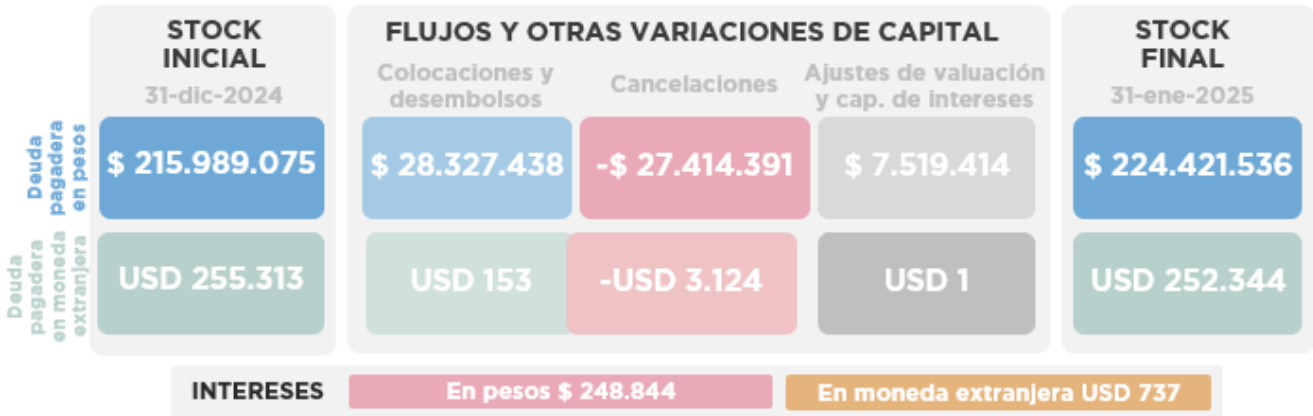 STOCK
INICIAL
31-dic-2024
FLUJOS Y OTRAS VARIACIONES DE CAPITAL
Colocaciones y
desembolsos
Cancelaciones
Ajustes de valuación
y cap. de intereses
STOCK
FINAL
31-ene-2025
Deuda
pagadera
en pesos
$ 215.989.075
$ 28.327.438
-$ 27.414.391
$ 7.519.414
$ 224.421.536
Deuda
pagadera
en moneda
extranjera
USD 255.313
USD 153
-USD 3.124
USD 1
USD 252.344
INTERESES
En pesos $ 248.844
En moneda extranjera USD 737